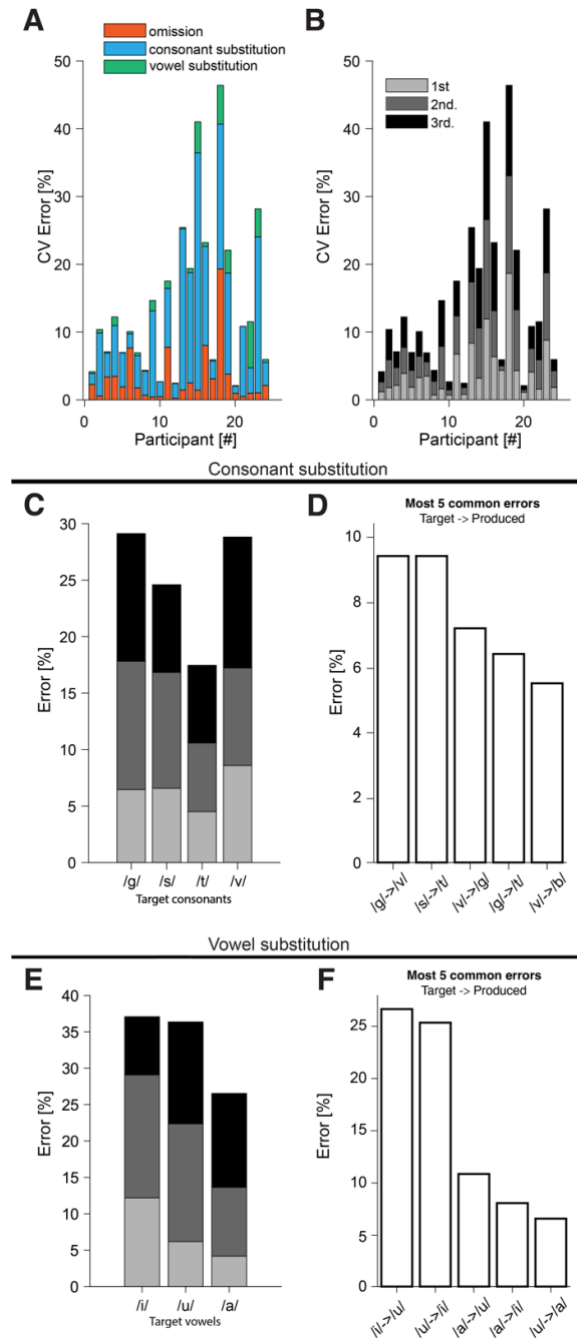 A
omission
consonant substitution
vowel substitution
50
40
30
20
10
0
CV Error [%]
0
10
20
Participant [#]
B
1st
2nd.
3rd.
50
40
30
20
10
0
CV Error [%]
0
10
20
Participant [#]
Consonant substitution
C
30
25
20
15
10
5
0
Error [%]
/g/ /s/ /t/ /v/
Target consonants
D
Most 5 common errors
Target -> Produced
10
8
6
4
2
0
Error [%]
/g/->/v/
/s/->/t/
/v/->/g/
/g/->/t/
/v/->/b/
Vowel substitution
E
40
35
30
25
20
15
10
5
0
Error [%]
/i/ /u/ /a/
Target vowels
F
Most 5 common errors
Target -> Produced
25
20
15
10
5
0
Error [%]
/i/->/u/
/u/->/i/
/a/->/u/
/a/->/i/
/u/->/a/